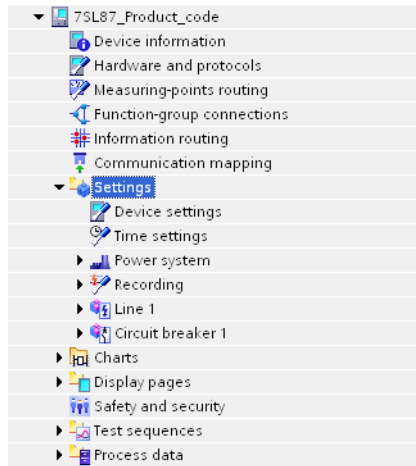 7SL87_Product_code
Device information
Hardware and protocols
Measuring-points routing
Function-group connections
Information routing
Communication mapping
Settings
Device settings
Time settings
Power system
Recording
Line 1
Circuit breaker 1
Charts
Display pages
Safety and security
Test sequences
Process data